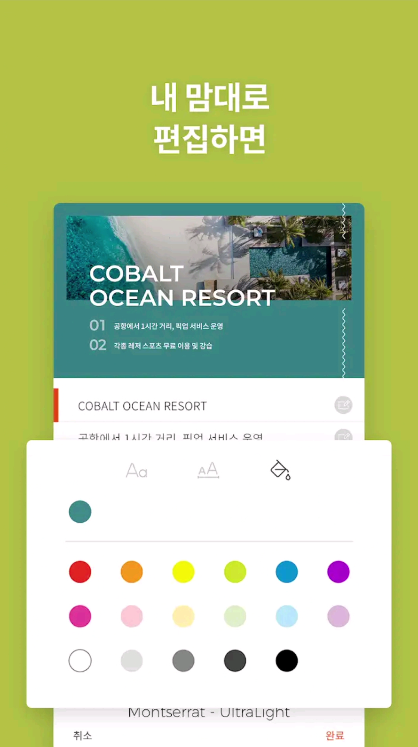 내 맘대로
편집하면
COBALT
OCEAN RESORT
01 공항에서 1시간 거리, 픽업 서비스 운영
02 각종 레저 스포츠 무료 이용 및 강습
COBALT OCEAN RESORT
공항에서 1시간 거리, 픽업 서비스 운영
Aa AA
Montserrat - UltraLight
취소 완료